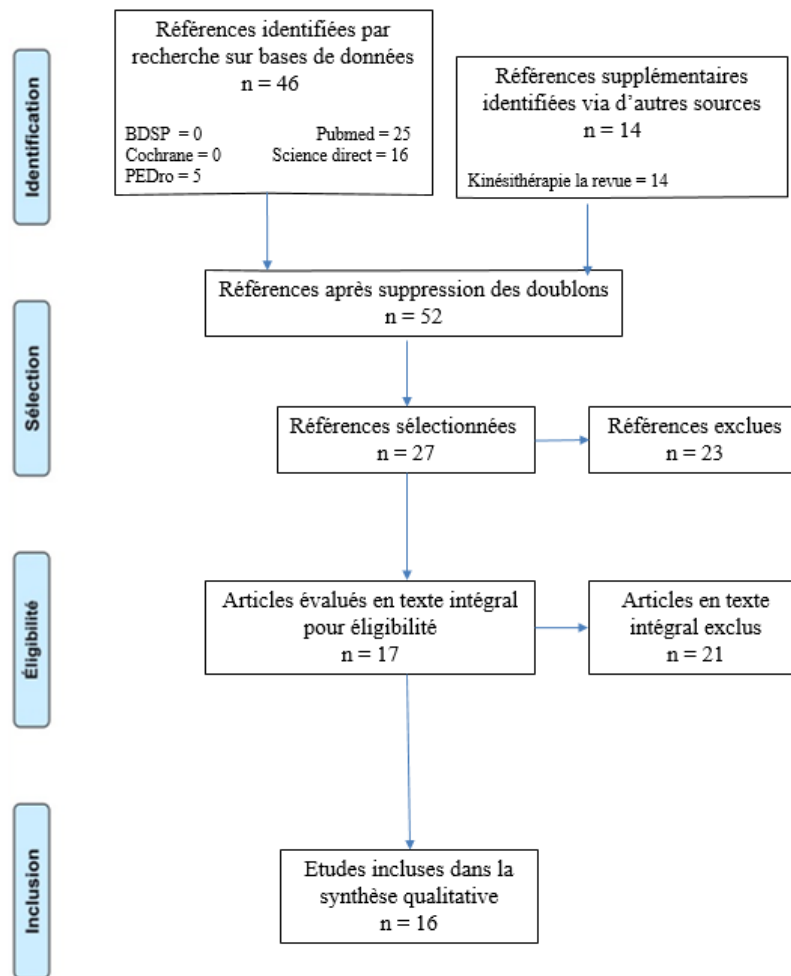 Identification
Références identifiées par
recherche sur bases de données
n = 46
BDSP = 0 Pubmed = 25
Cochrane = 0 Science direct = 16
PEDro = 5
Références supplémentaires
identifiées via d'autres sources
n = 14
Kinésithérapie la revue = 14
Sélection
Références après suppression des doublons
n = 52
Références sélectionnées
n = 27
Références exclues
n = 23
Éligibilité
Articles évalués en texte intégral
pour éligibilité
n = 17
Articles en texte
intégral exclus
n = 21
Inclusion
Etudes incluses dans la
synthèse qualitative
n = 16